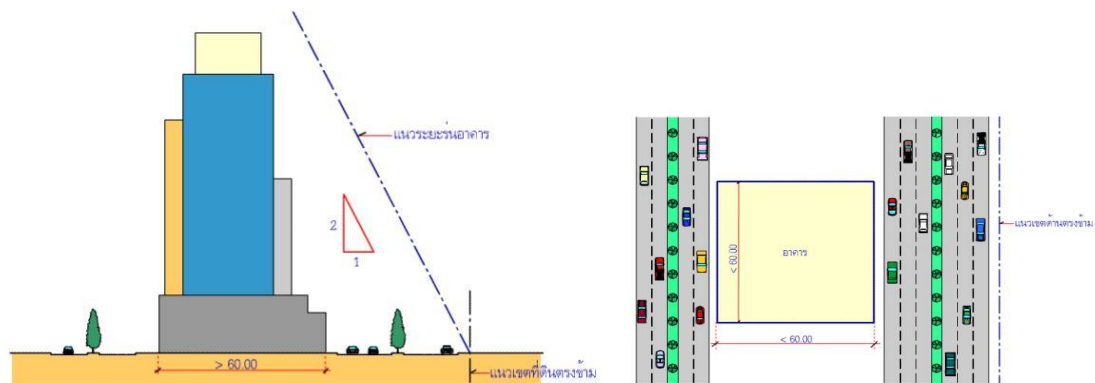 แนวระยะร่นอาคาร
2
1
> 60.00
แนวเขตที่ดินตรงข้าม
< 60.00
อาคาร
< 60.00
แนวเขตด้านตรงข้าม